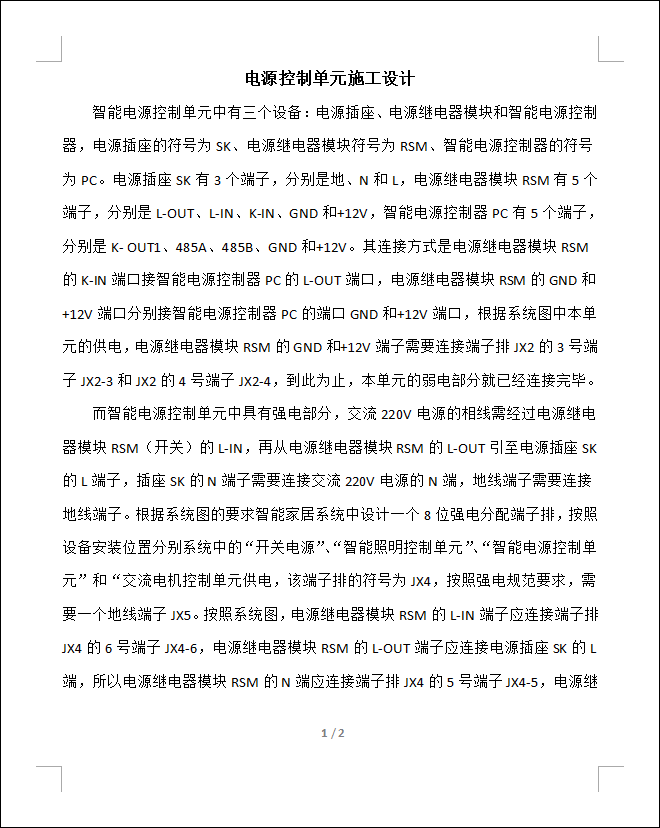 电源控制单元施工设计
智能电源控制单元中有三个设备：电源插座、电源继电器模块和智能电源控制
器，电源插座的符号为 SK、电源继电器模块符号为 RSM、智能电源控制器的符号
为 PC。电源插座 SK 有 3 个端子，分别是地、N 和 L，电源继电器模块 RSM 有 5 个
端子，分别是 L-OUT、L-IN、K-IN、GND 和+12V，智能电源控制器 PC 有 5 个端子，
分别是 K- OUT1、485A、485B、GND 和+12V。其连接方式是电源继电器模块 RSM
的 K-IN 端口接智能电源控制器 PC 的 L-OUT 端口，电源继电器模块 RSM 的 GND 和
+12V 端口分别接智能电源控制器 PC 的端口 GND 和+12V 端口，根据系统图中本单
元的供电，电源继电器模块 RSM 的 GND 和+12V 端子需要连接端子排 JX2 的 3 号端
子 JX2-3 和 JX2 的 4 号端子 JX2-4，到此为止，本单元的弱电部分就已经连接完毕。
而智能电源控制单元中具有强电部分，交流 220V 电源的相线需经过电源继电
器模块 RSM（开关）的 L-IN，再从电源继电器模块 RSM 的 L-OUT 引至电源插座 SK
的 L 端子，插座 SK 的 N 端子需要连接交流 220V 电源的 N 端，地线端子需要连接
地线端子。根据系统图的要求智能家居系统中设计一个 8 位强电分配端子排，按照
设备安装位置分别系统中的“开关电源”、“智能照明控制单元”、“智能电源控制单
元”和“交流电机控制单元供电，该端子排的符号为 JX4，按照强电规范要求，需
要一个地线端子 JX5。按照系统图，电源继电器模块 RSM 的 L-IN 端子应连接端子排
JX4 的 6 号端子 JX4-6，电源继电器模块 RSM 的 L-OUT 端子应连接电源插座 SK 的 L
端，所以电源继电器模块 RSM 的 N 端应连接端子排 JX4 的 5 号端子 JX4-5，电源继
1 / 2